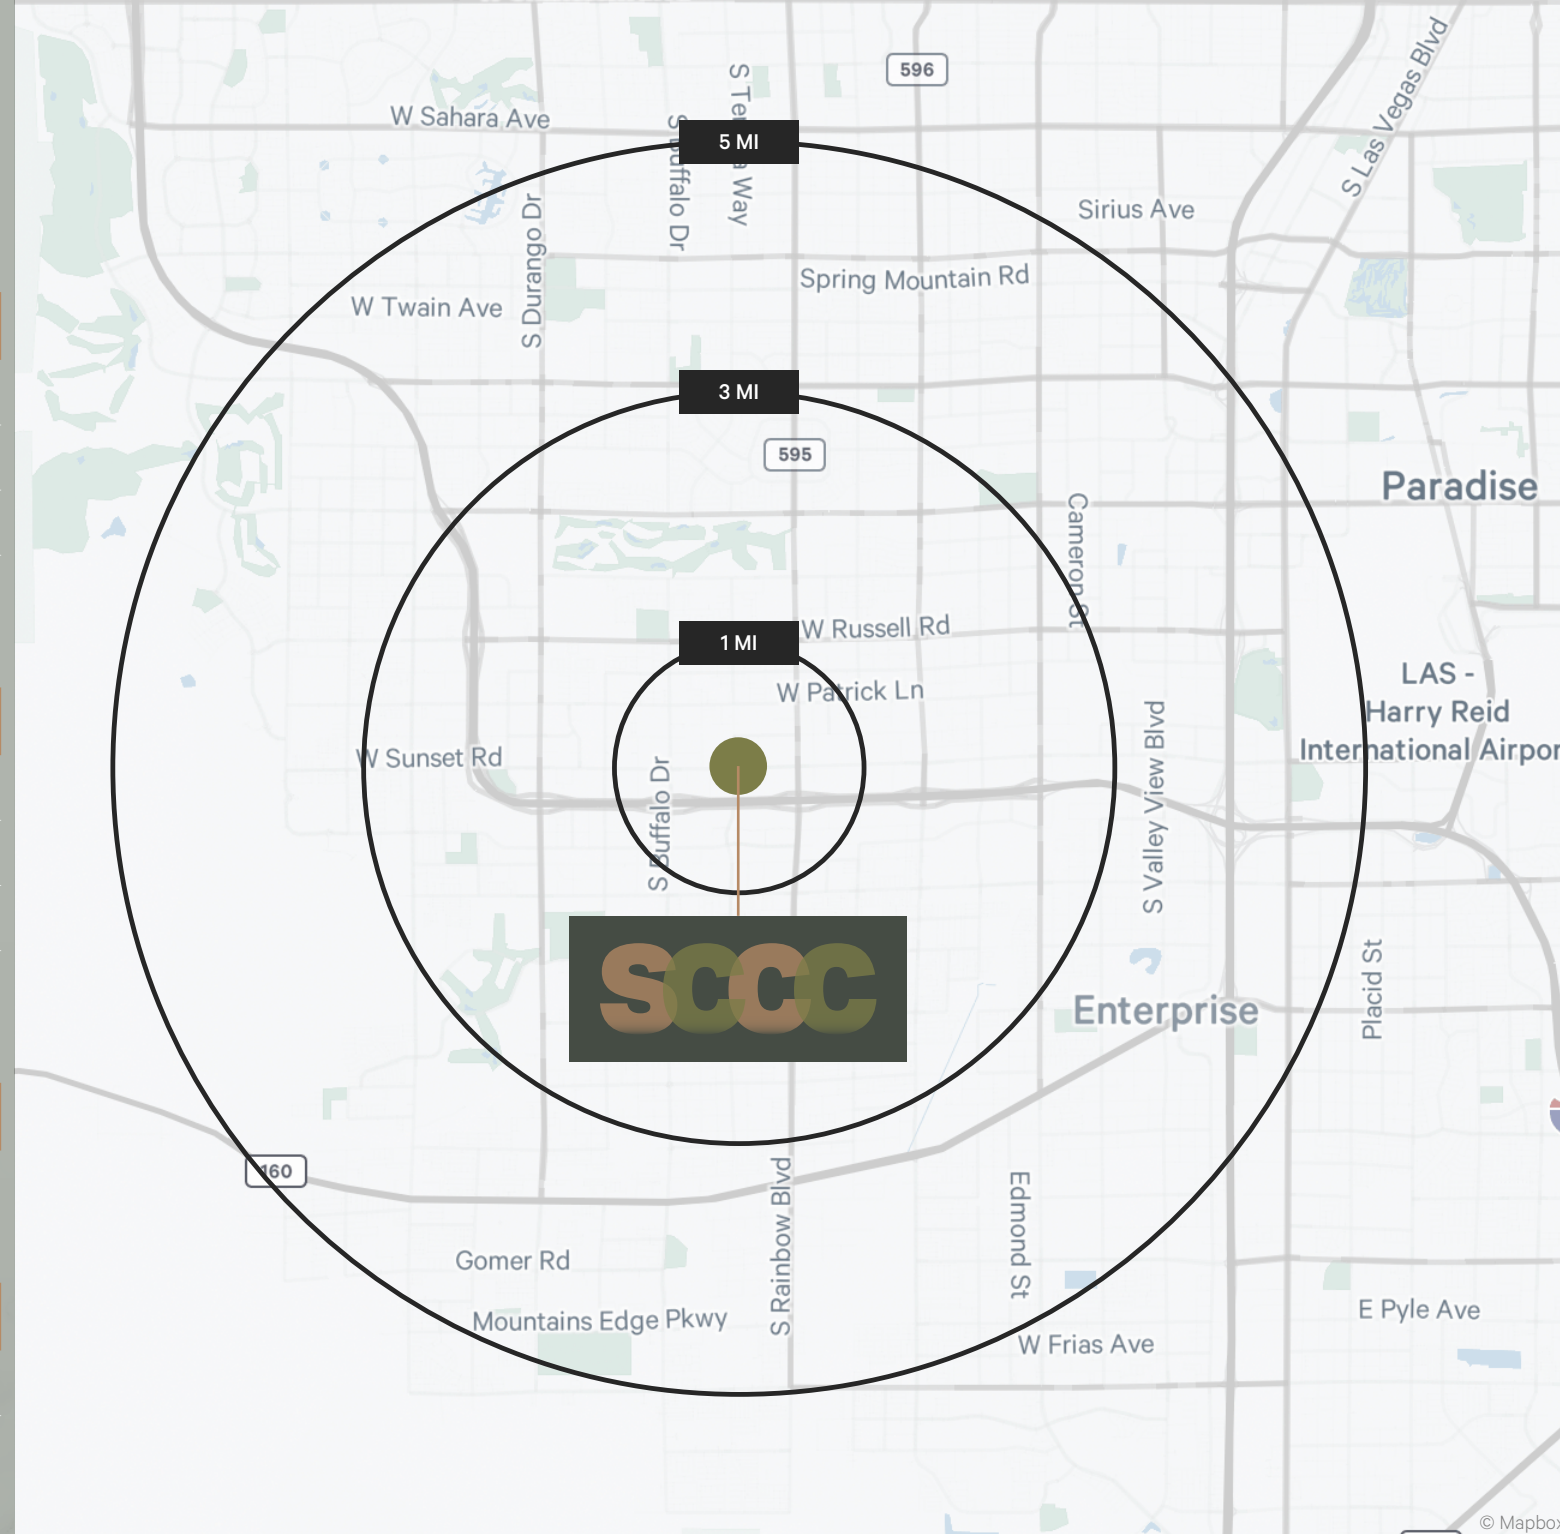 596
S Las Vegas Blvd
W Sahara Ave
5 MI
Way
S Buffalo Dr
Sirius Ave
S Durango Dr
Spring Mountain Rd
W Twain Ave
3 MI
595
Paradise
Cameron St
W Russell Rd
1 MI
W Patrick Ln
LAS -
Harry Reid
International Airpor
W Sunset Rd
S Buffalo Dr
S Valley View Blvd
SCCC
Placid St
Enterprise
160
S Rainbow Blvd
Edmond St
Gomer Rd
Mountains Edge Pkwy
E Pyle Ave
W Frias Ave
© Mapbox